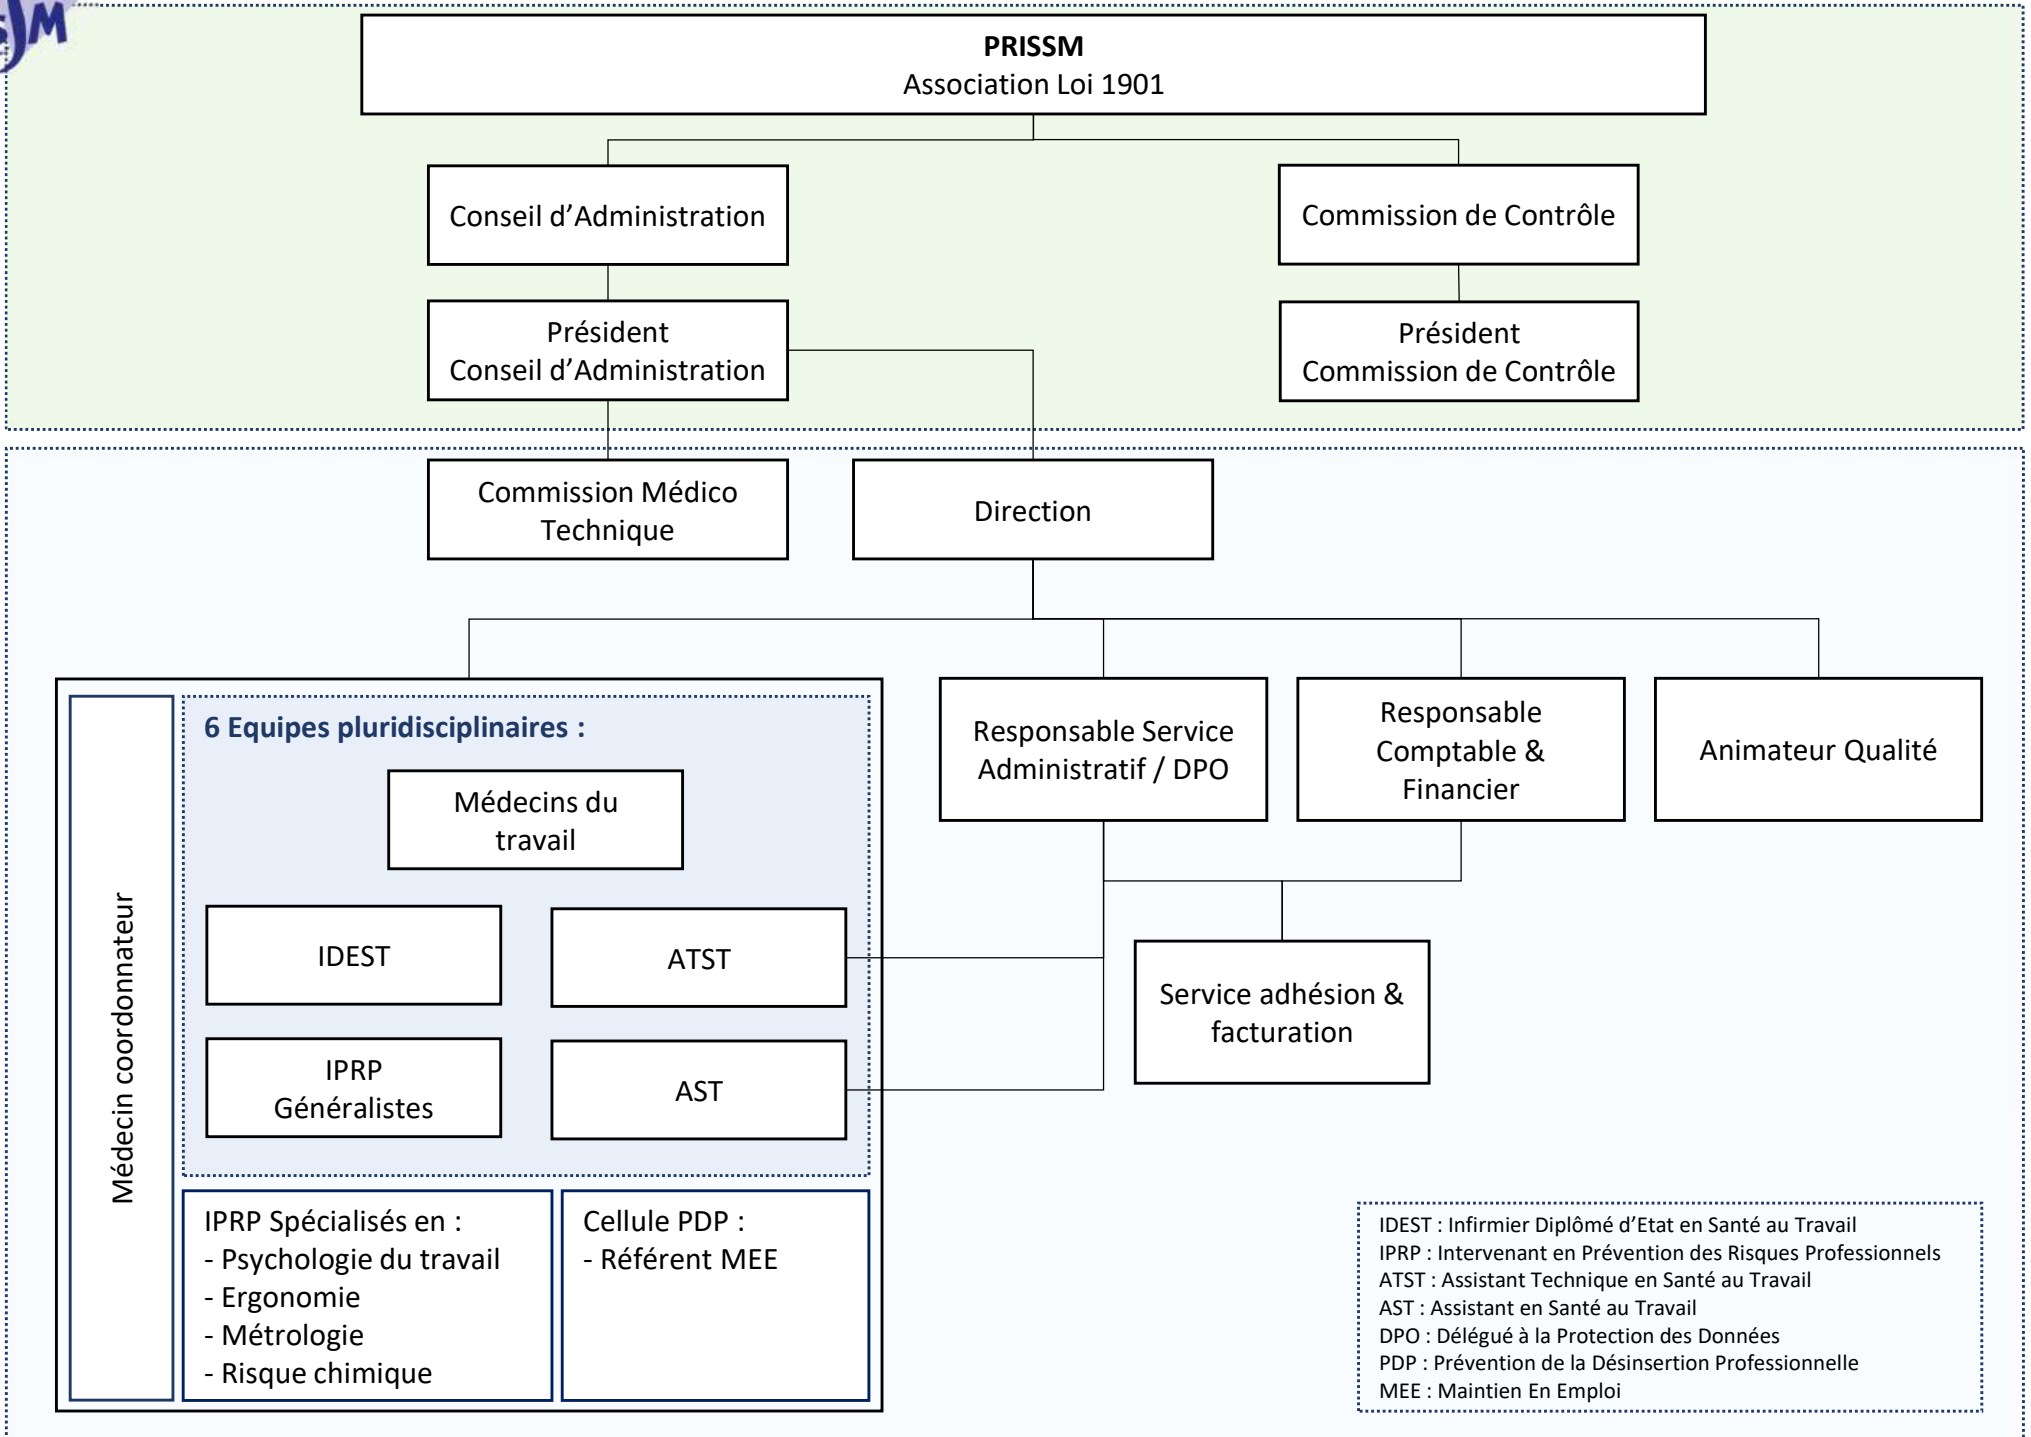 SJM
PRISSM
Association Loi 1901
Conseil d’Administration
Commission de Contrôle
Président
Conseil d’Administration
Président
Commission de Contrôle
Commission Médico
Technique
Direction
6 Equipes pluridisciplinaires :
Médecins du
travail
IDEST
ATST
IPRP
Généralistes
AST
Médecin coordonnateur
IPRP Spécialisés en :
- Psychologie du travail
- Ergonomie
- Métrologie
- Risque chimique
Cellule PDP :
- Référent MEE
Responsable Service
Administratif / DPO
Responsable
Comptable &
Financier
Animateur Qualité
Service adhésion &
facturation
IDEST : Infirmier Diplômé d’Etat en Santé au Travail
IPRP : Intervenant en Prévention des Risques Professionnels
ATST : Assistant Technique en Santé au Travail
AST : Assistant en Santé au Travail
DPO : Délégué à la Protection des Données
PDP : Prévention de la Désinsertion Professionnelle
MEE : Maintien En Emploi